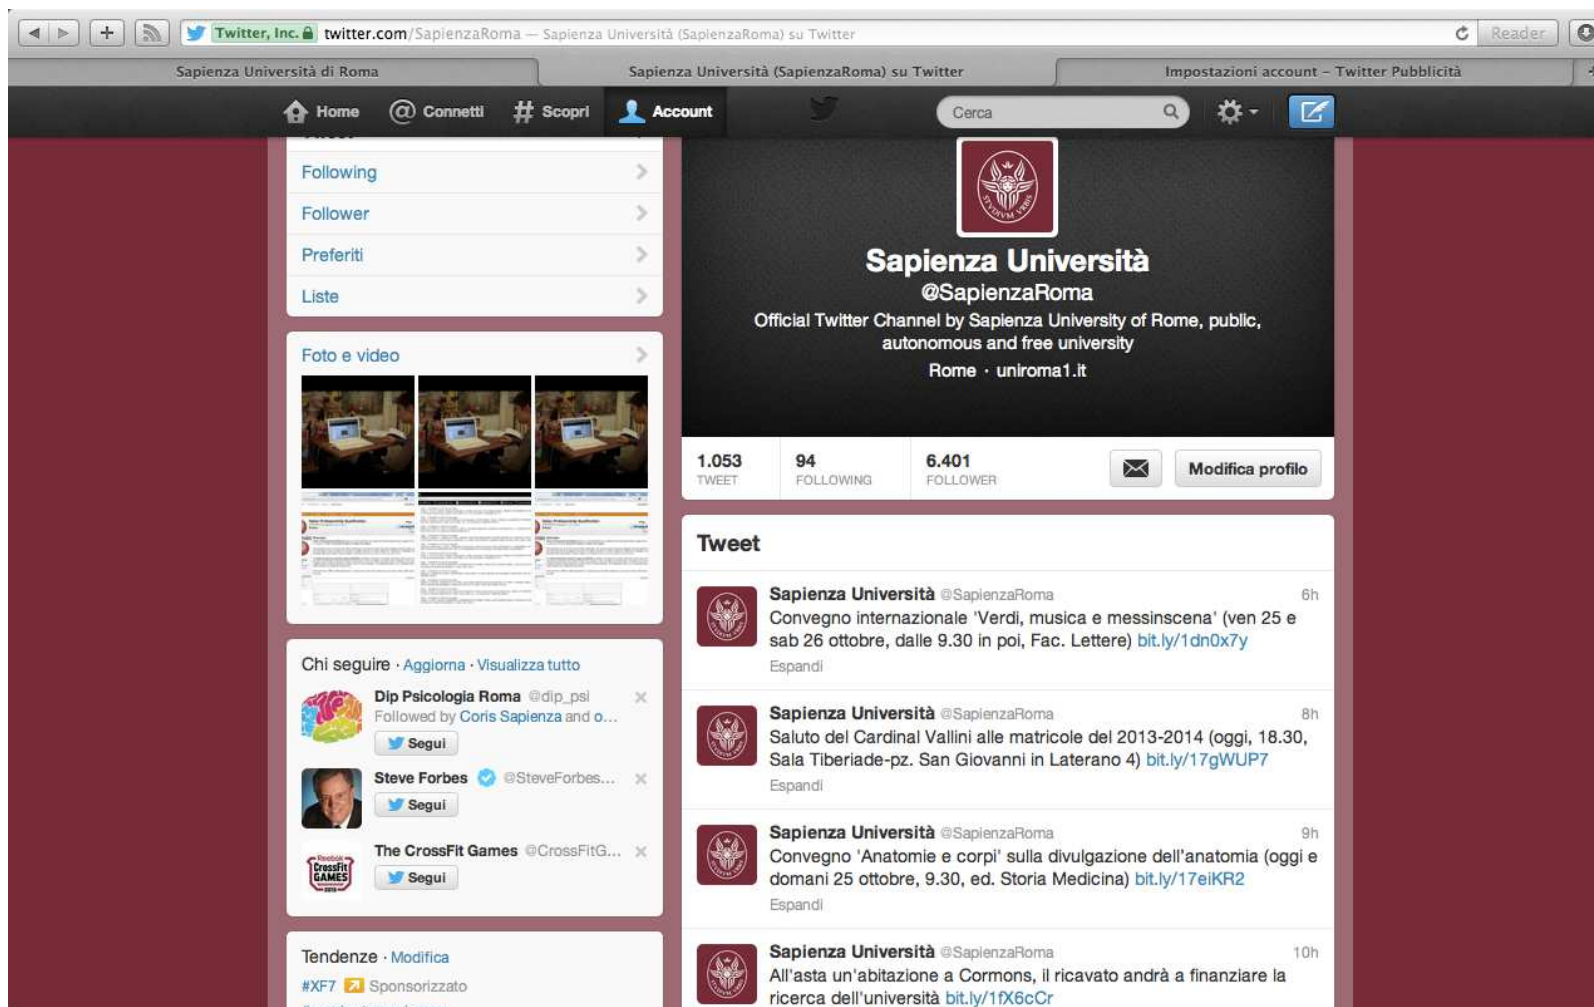 Twitter, Inc. twitter.com/SapienzaRoma — Sapienza Università (SapienzaRoma) su Twitter
Reader
Sapienza Università di Roma
Sapienza Università (SapienzaRoma) su Twitter
Impostazioni account – Twitter Pubblicità
Home
Connetti
Scopri
Account
Cerca
Following
Follower
Preferiti
Liste
Foto e video
Chi seguire · Aggiorna · Visualizza tutto
Dip Psicologia Roma @dip_psi
Followed by Coris Sapienza and o...
Segui
Steve Forbes @SteveForbes...
Segui
Reebok
CrossFit
GAMES
The CrossFit Games @CrossFitG...
Segui
Tendenze · Modifica
#XF7 Sponsorizzato
STVDIVM VRBIS
Sapienza Università
@SapienzaRoma
Official Twitter Channel by Sapienza University of Rome, public,
autonomous and free university
Rome · uniroma1.it
1.053
TWEET
94
FOLLOWING
6.401
FOLLOWER
Modifica profilo
Tweet
Sapienza Università @SapienzaRoma 6h
Convegno internazionale 'Verdi, musica e messinscena' (ven 25 e
sab 26 ottobre, dalle 9.30 in poi, Fac. Lettere) bit.ly/1dn0x7y
Espandi
Sapienza Università @SapienzaRoma 8h
Saluto del Cardinal Vallini alle matricole del 2013-2014 (oggi, 18.30,
Sala Tiberiade-pz. San Giovanni in Laterano 4) bit.ly/17gWUP7
Espandi
Sapienza Università @SapienzaRoma 9h
Convegno 'Anatomie e corpi' sulla divulgazione dell'anatomia (oggi e
domani 25 ottobre, 9.30, ed. Storia Medicina) bit.ly/17eiKR2
Espandi
Sapienza Università @SapienzaRoma 10h
All'asta un'abitazione a Cormons, il ricavato andrà a finanziare la
ricerca dell'università bit.ly/1fX6cCr